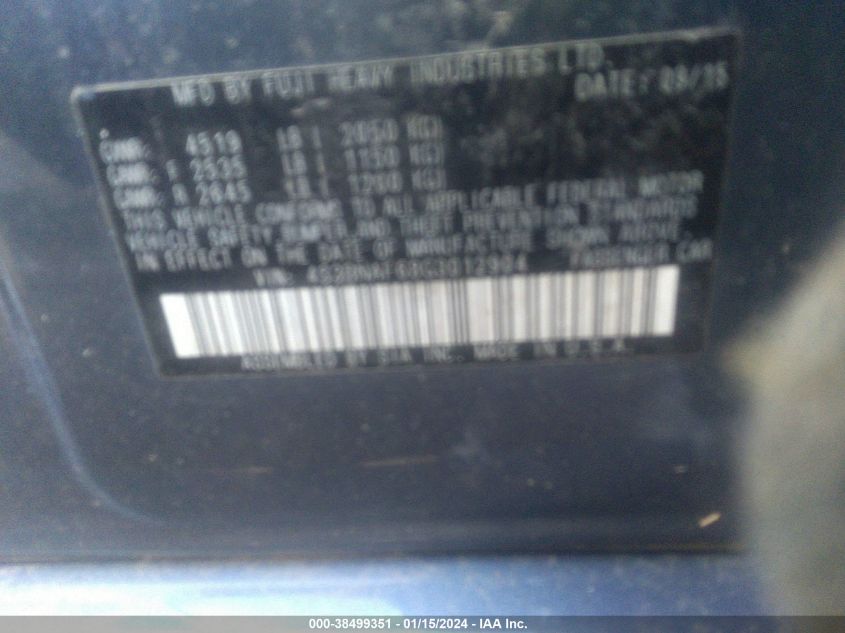 MFD BY FUJI HEAVY INDUSTRIES LTD.
DATE: 09/15
GVWR: 4519 LB ( 2050 KG)
GAWR: F 2535 LB ( 1150 KG)
GAWR: R 2645 LB ( 1200 KG)
THIS VEHICLE CONFORMS TO ALL APPLICABLE FEDERAL MOTOR
VEHICLE SAFETY, BUMPER AND THEFT PREVENTION STANDARDS
IN EFFECT ON THE DATE OF MANUFACTURE SHOWN ABOVE.
VIN: PASSENGER CAR
ASSEMBLED BY SIA INC. MADE IN U.S.A.
000-38499351 - 01/15/2024 - IAA Inc.